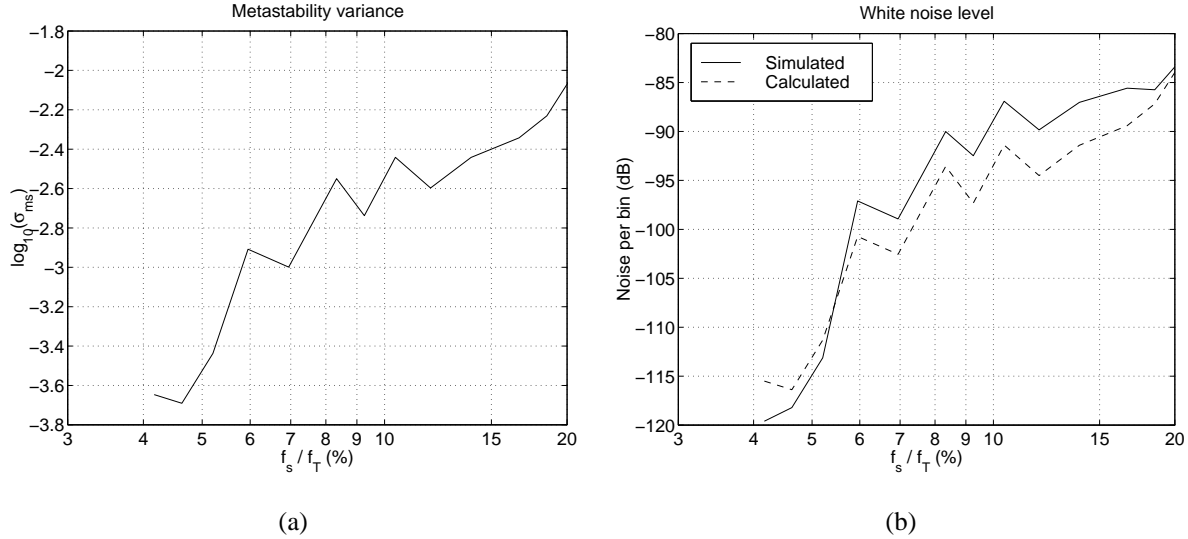 Metastability variance
−1.8
−2
−2.2
−2.4
−2.6
−2.8
−3
−3.2
−3.4
−3.6
−3.8
log10(σms)
3 4 5 6 7 8 9 10 15 20
fs / fT (%)
(a)
White noise level
Simulated
Calculated
−80
−85
−90
−95
−100
−105
−110
−115
−120
Noise per bin (dB)
3 4 5 6 7 8 9 10 15 20
fs / fT (%)
(b)